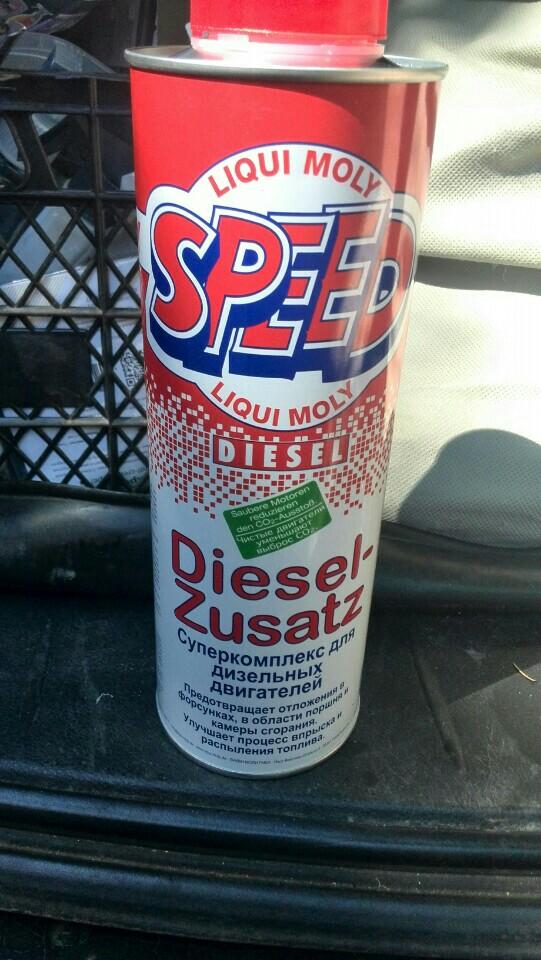 LIQUI MOLY
SPEED
LIQUI MOLY
DIESEL
Saubere Motoren
reduzieren
den CO₂-Ausstoß.
Чистые двигатели
уменьшают
выброс CO₂.
Diesel-
Zusatz
Суперкомплекс для
дизельных
двигателей
Предотвращает отложения в
форсунках, в области поршня и
камеры сгорания.
Улучшает процесс впрыска и
распыления топлива.